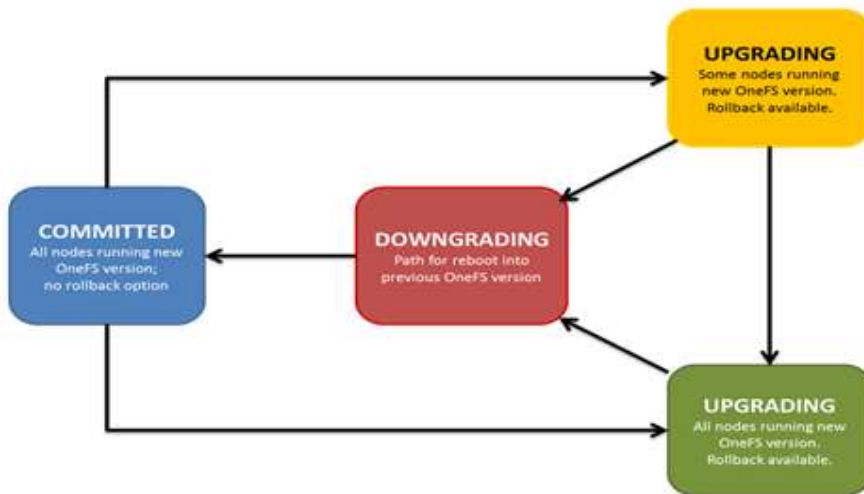 UPGRADING
Some nodes running
new OneFS version.
Rollback available.
COMMITTED
All nodes running new
OneFS version;
no rollback option
DOWNGRADING
Path for reboot into
previous OneFS version
UPGRADING
All nodes running new
OneFS version.
Rollback available.